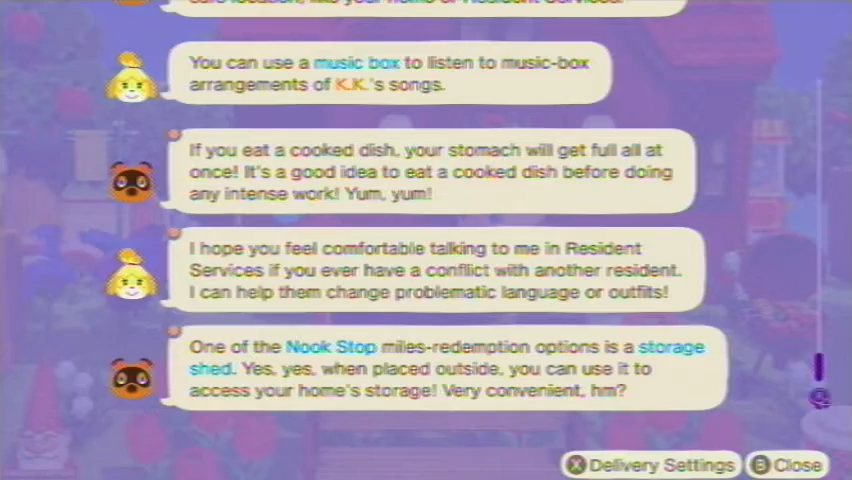 You can use a music box to listen to music-box
arrangements of K.K.'s songs.
If you eat a cooked dish, your stomach will get full all at
once! It's a good idea to eat a cooked dish before doing
any intense work! Yum, yum!
I hope you feel comfortable talking to me in Resident
Services if you ever have a conflict with another resident.
I can help them change problematic language or outfits!
One of the Nook Stop miles-redemption options is a storage
shed. Yes, yes, when placed outside, you can use it to
access your home's storage! Very convenient, hm?
X Delivery Settings
B Close